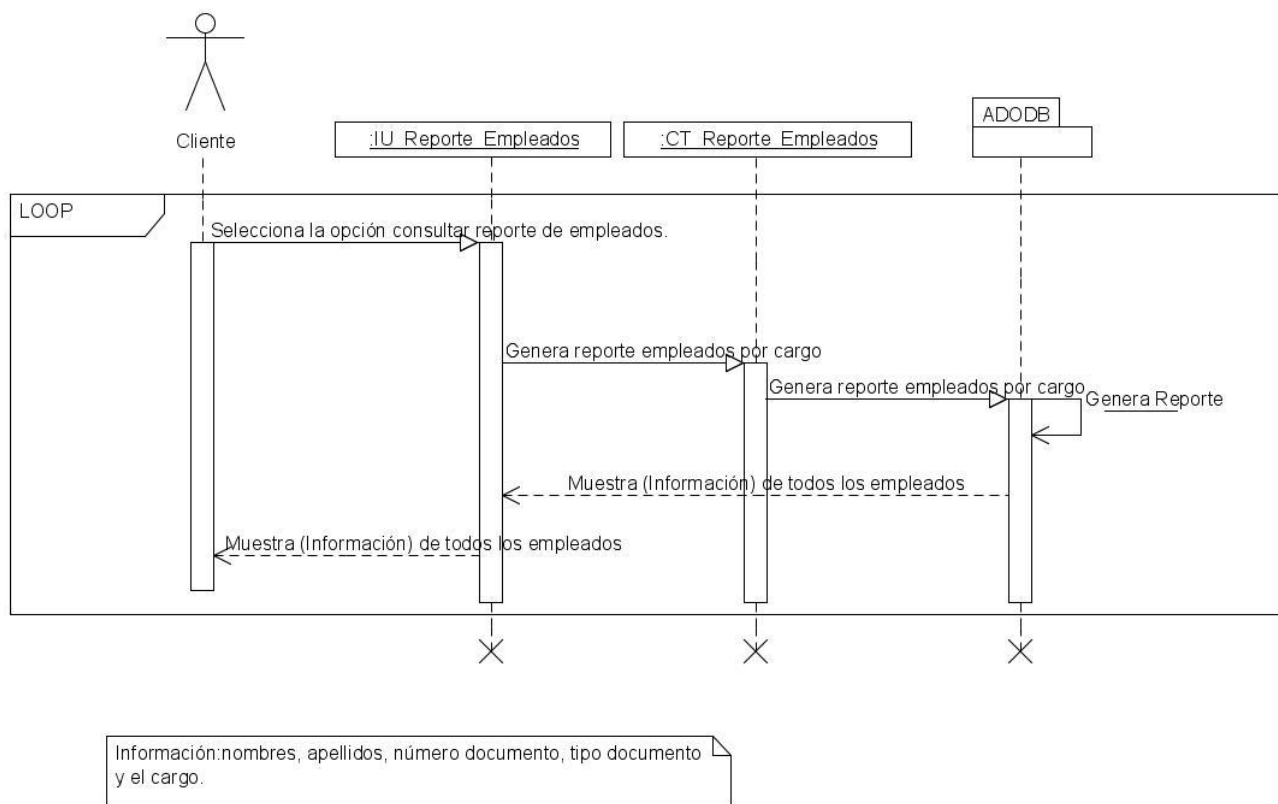 Cliente
:IU_Reporte_Empleados
:CT_Reporte_Empleados
ADODB
LOOP
Selecciona la opción consultar reporte de empleados.
Genera reporte empleados por cargo
Genera reporte empleados por cargo
Genera Reporte
Muestra (Información) de todos los empleados
Muestra (Información) de todos los empleados
Información:nombres, apellidos, número documento, tipo documento
y el cargo.